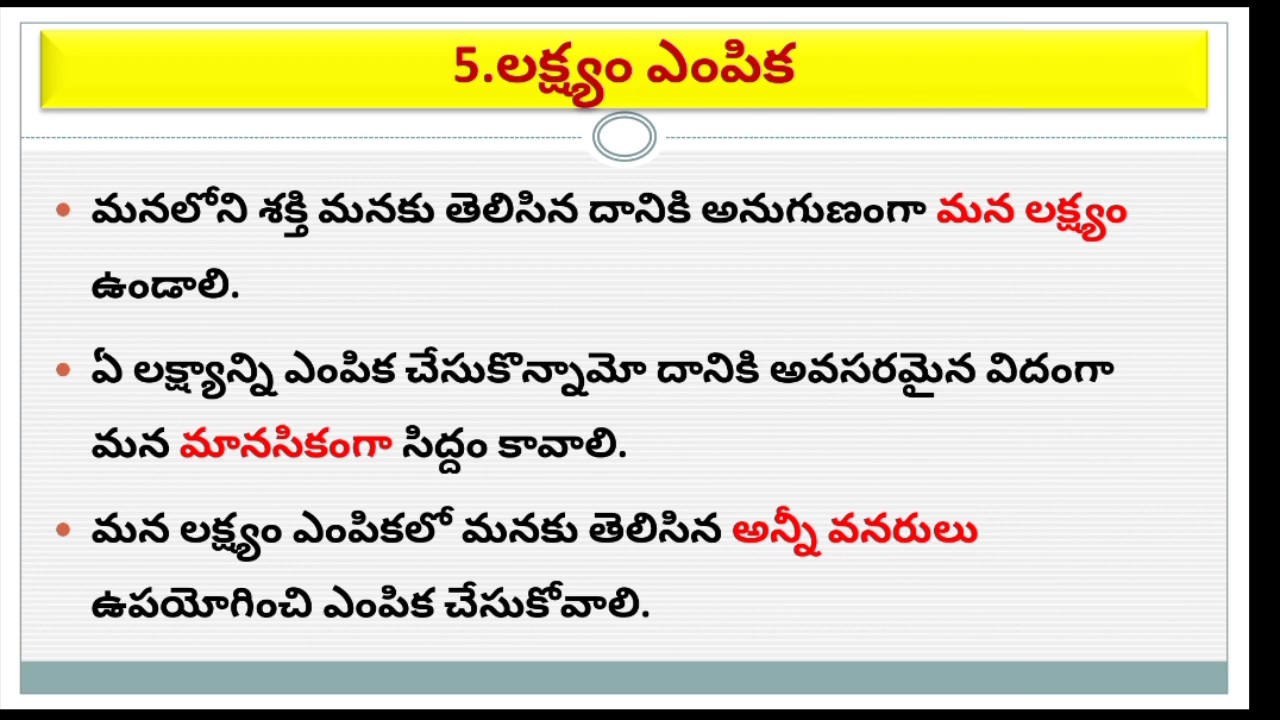 5.లక్ష్యం ఎంపిక
మనలోని శక్తి మనకు తెలిసిన దానికి అనుగుణంగా మన లక్ష్యం
ఉండాలి.
ఏ లక్ష్యాన్ని ఎంపిక చేసుకొన్నామో దానికి అవసరమైన విదంగా
మన మానసికంగా సిద్దం కావాలి.
మన లక్ష్యం ఎంపికలో మనకు తెలిసిన అన్నీ వనరులు
ఉపయోగించి ఎంపిక చేసుకోవాలి.